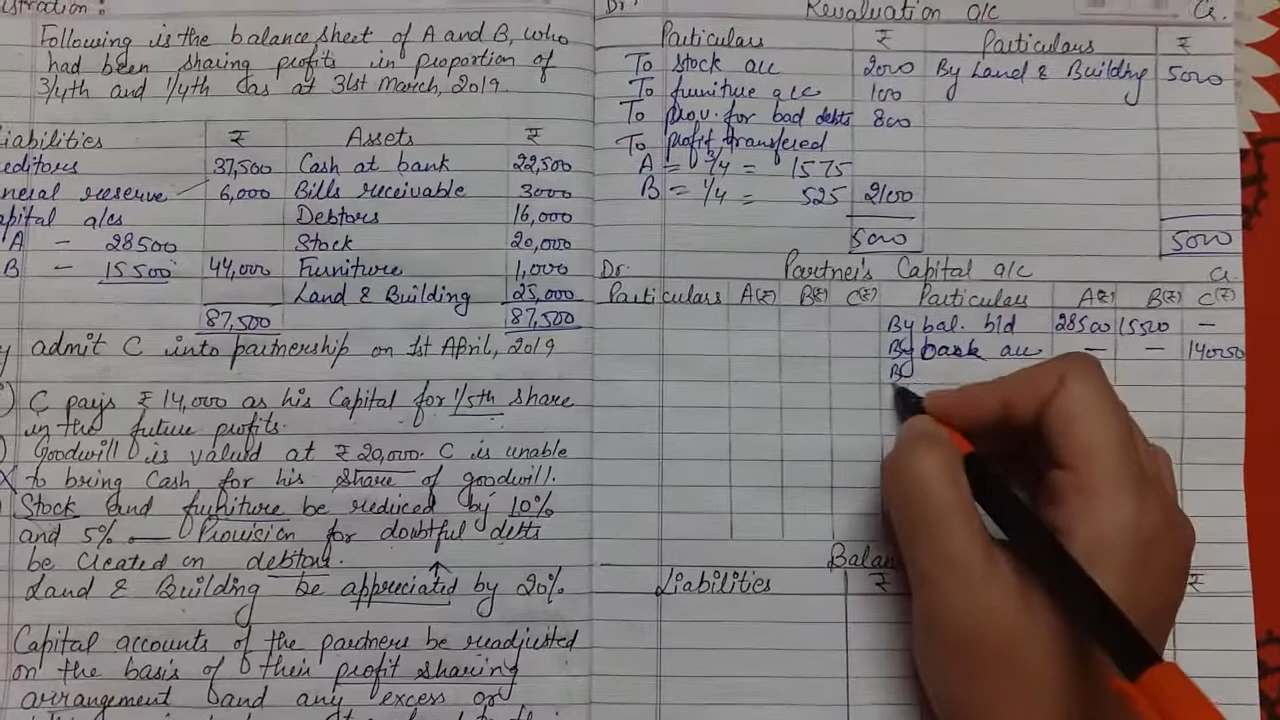 stration:
Following is the balance sheet of A and B, who
had been sharing profits in proportion of
3/4th and 1/4th as at 31st March, 2019.
iabilities ₹ Assets ₹
editors 37,500 Cash at bank 22,500
neral reserve 6,000 Bills receivable 3000
apital a/cs Debtors 16,000
A - 28500 Stock 20,000
B - 15500 44,000 Furniture 1,000
Land & Building 25,000
87,500 87,500
y admit C into partnership on 1st April, 2019
) C pays ₹ 14,000 as his Capital for 1/5th share
in the future profits.
) Goodwill is valued at ₹ 20,000. C is unable
to bring Cash for his share of goodwill.
Stock and furniture be reduced by 10%
and 5% Provision for doubtful debts
be created on debtors.
Land & Building be appreciated by 20%
Capital accounts of the partners be readjusted
on the basis of their profit sharing
arrangement and any excess or
Dr. Revaluation a/c Cr.
Particulars ₹ Particulars ₹
To stock a/c 2000 By Land & Building 5000
To furniture a/c 100
To prov. for bad debts 800
To profit transfered
A = 3/4 = 1575
B = 1/4 = 525 2100
5000 5000
Dr. Partner's Capital a/c Cr.
Particulars A(₹) B(₹) C(₹) Particulars A(₹) B(₹) C(₹)
By bal. b/d 28500 15500 -
By bank a/c - - 14000
By
Balan
Liabilities ₹ ₹